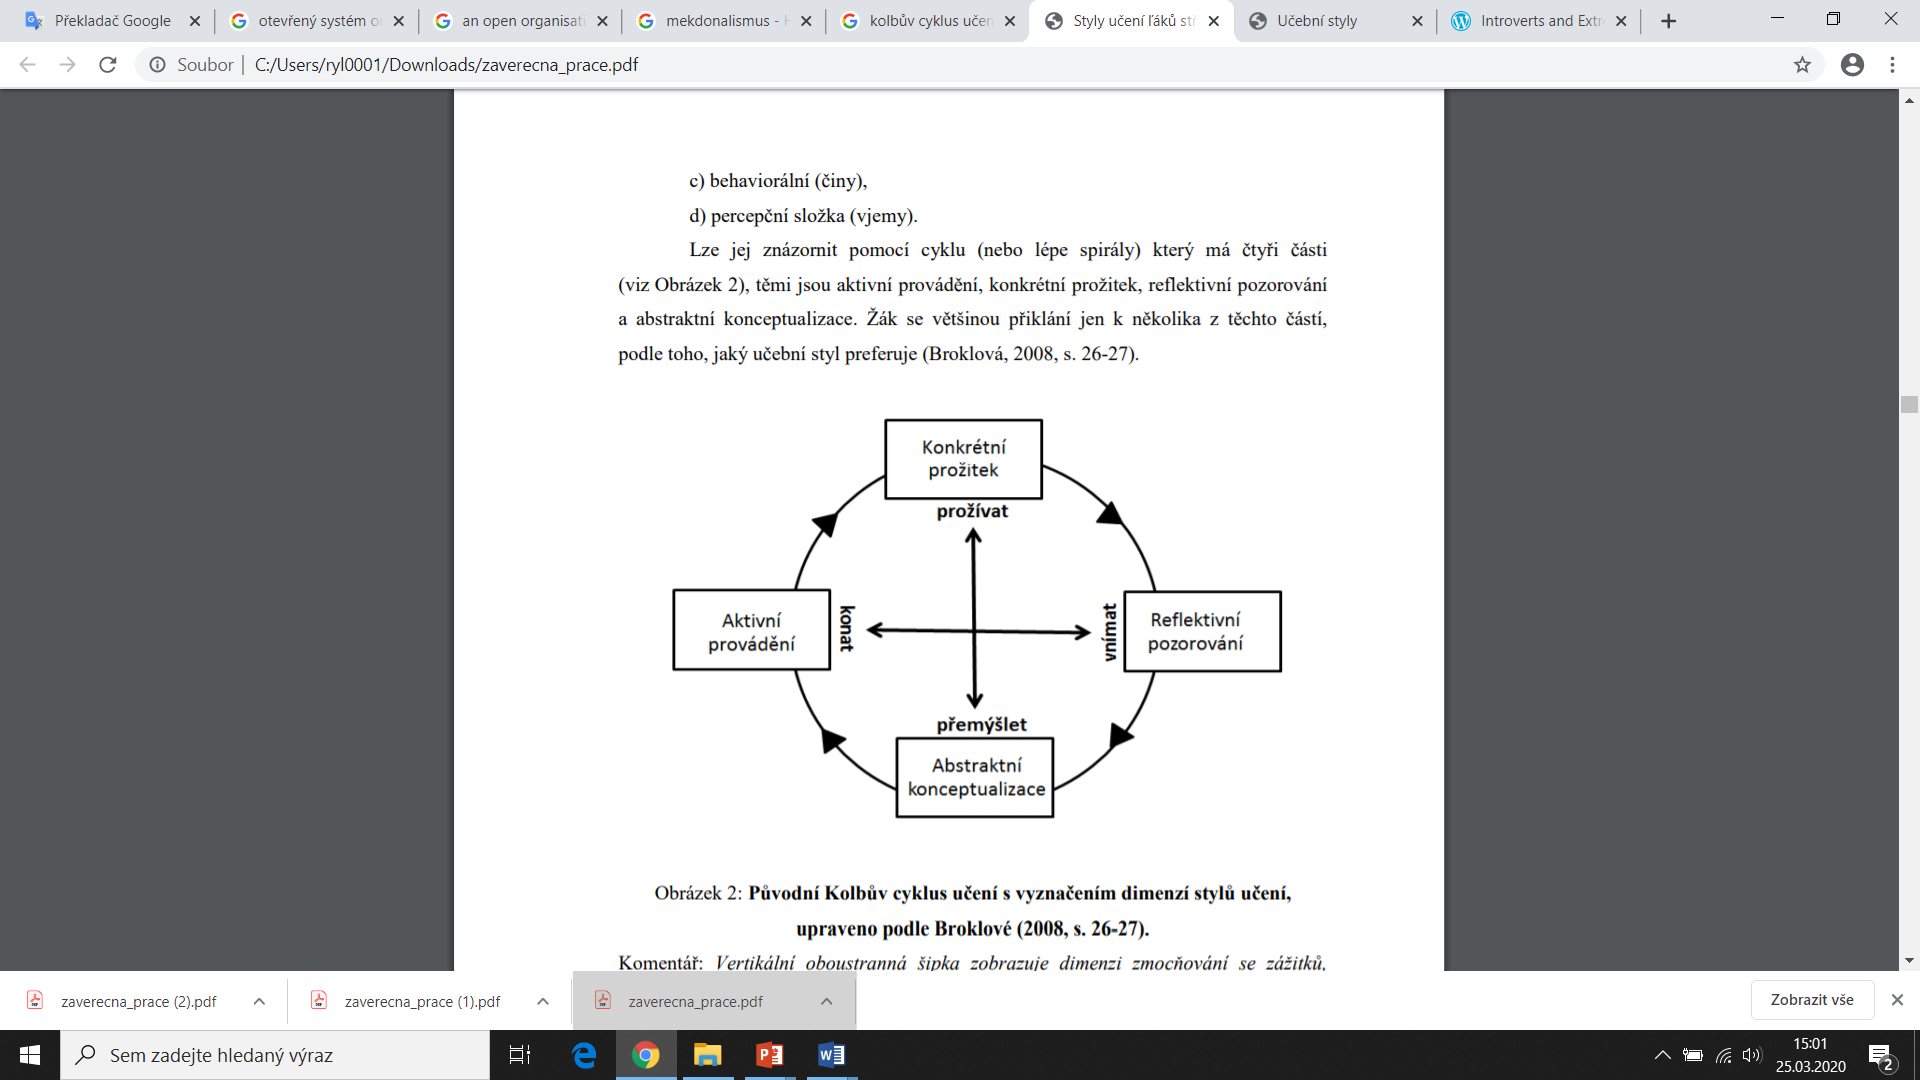 Překladač Google
otevřený systém o
an open organisati
mekdonalismus - H
kolbův cyklus učen
Styly učení ľáků stř
Učební styly
Introverts and Extr
Soubor
C:/Users/ryl0001/Downloads/zaverecna_prace.pdf
c) behaviorální (činy),
d) percepční složka (vjemy).
Lze jej znázornit pomocí cyklu (nebo lépe spirály) který má čtyři části
(viz Obrázek 2), těmi jsou aktivní provádění, konkrétní prožitek, reflektivní pozorování
a abstraktní konceptualizace. Žák se většinou přiklání jen k několika z těchto částí,
podle toho, jaký učební styl preferuje (Broklová, 2008, s. 26-27).
Konkrétní
prožitek
prožívat
Aktivní
provádění
konat
vnímat
Reflektivní
pozorování
přemýšlet
Abstraktní
konceptualizace
Obrázek 2: Původní Kolbův cyklus učení s vyznačením dimenzí stylů učení,
upraveno podle Broklové (2008, s. 26-27).
Komentář: Vertikální oboustranná šipka zobrazuje dimenzi zmocňování se zážitků,
zaverecna_prace (2).pdf
zaverecna_prace (1).pdf
zaverecna_prace.pdf
Zobrazit vše
Sem zadejte hledaný výraz
15:01
25.03.2020
2